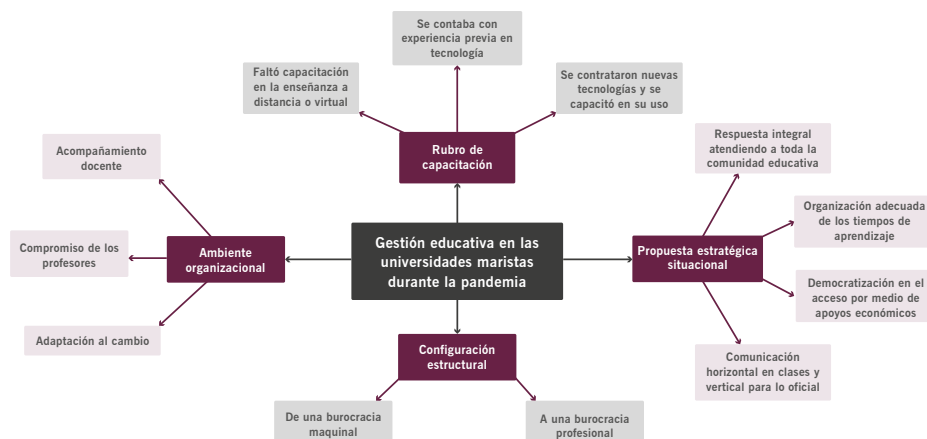 Se contaba con
experiencia previa en
tecnología
Faltó capacitación
en la enseñanza a
distancia o virtual
Se contrataron nuevas
tecnologías y se
capacitó en su uso
Rubro de
capacitación
Respuesta integral
atendiendo a toda la
comunidad educativa
Acompañamiento
docente
Organización adecuada
de los tiempos de
aprendizaje
Compromiso de los
profesores
Ambiente
organizacional
Gestión educativa en las
universidades maristas
durante la pandemia
Propuesta estratégica
situacional
Democratización en el
acceso por medio de
apoyos económicos
Adaptación al cambio
Configuración
estructural
Comunicación
horizontal en clases y
vertical para lo oficial
De una burocracia
maquinal
A una burocracia
profesional